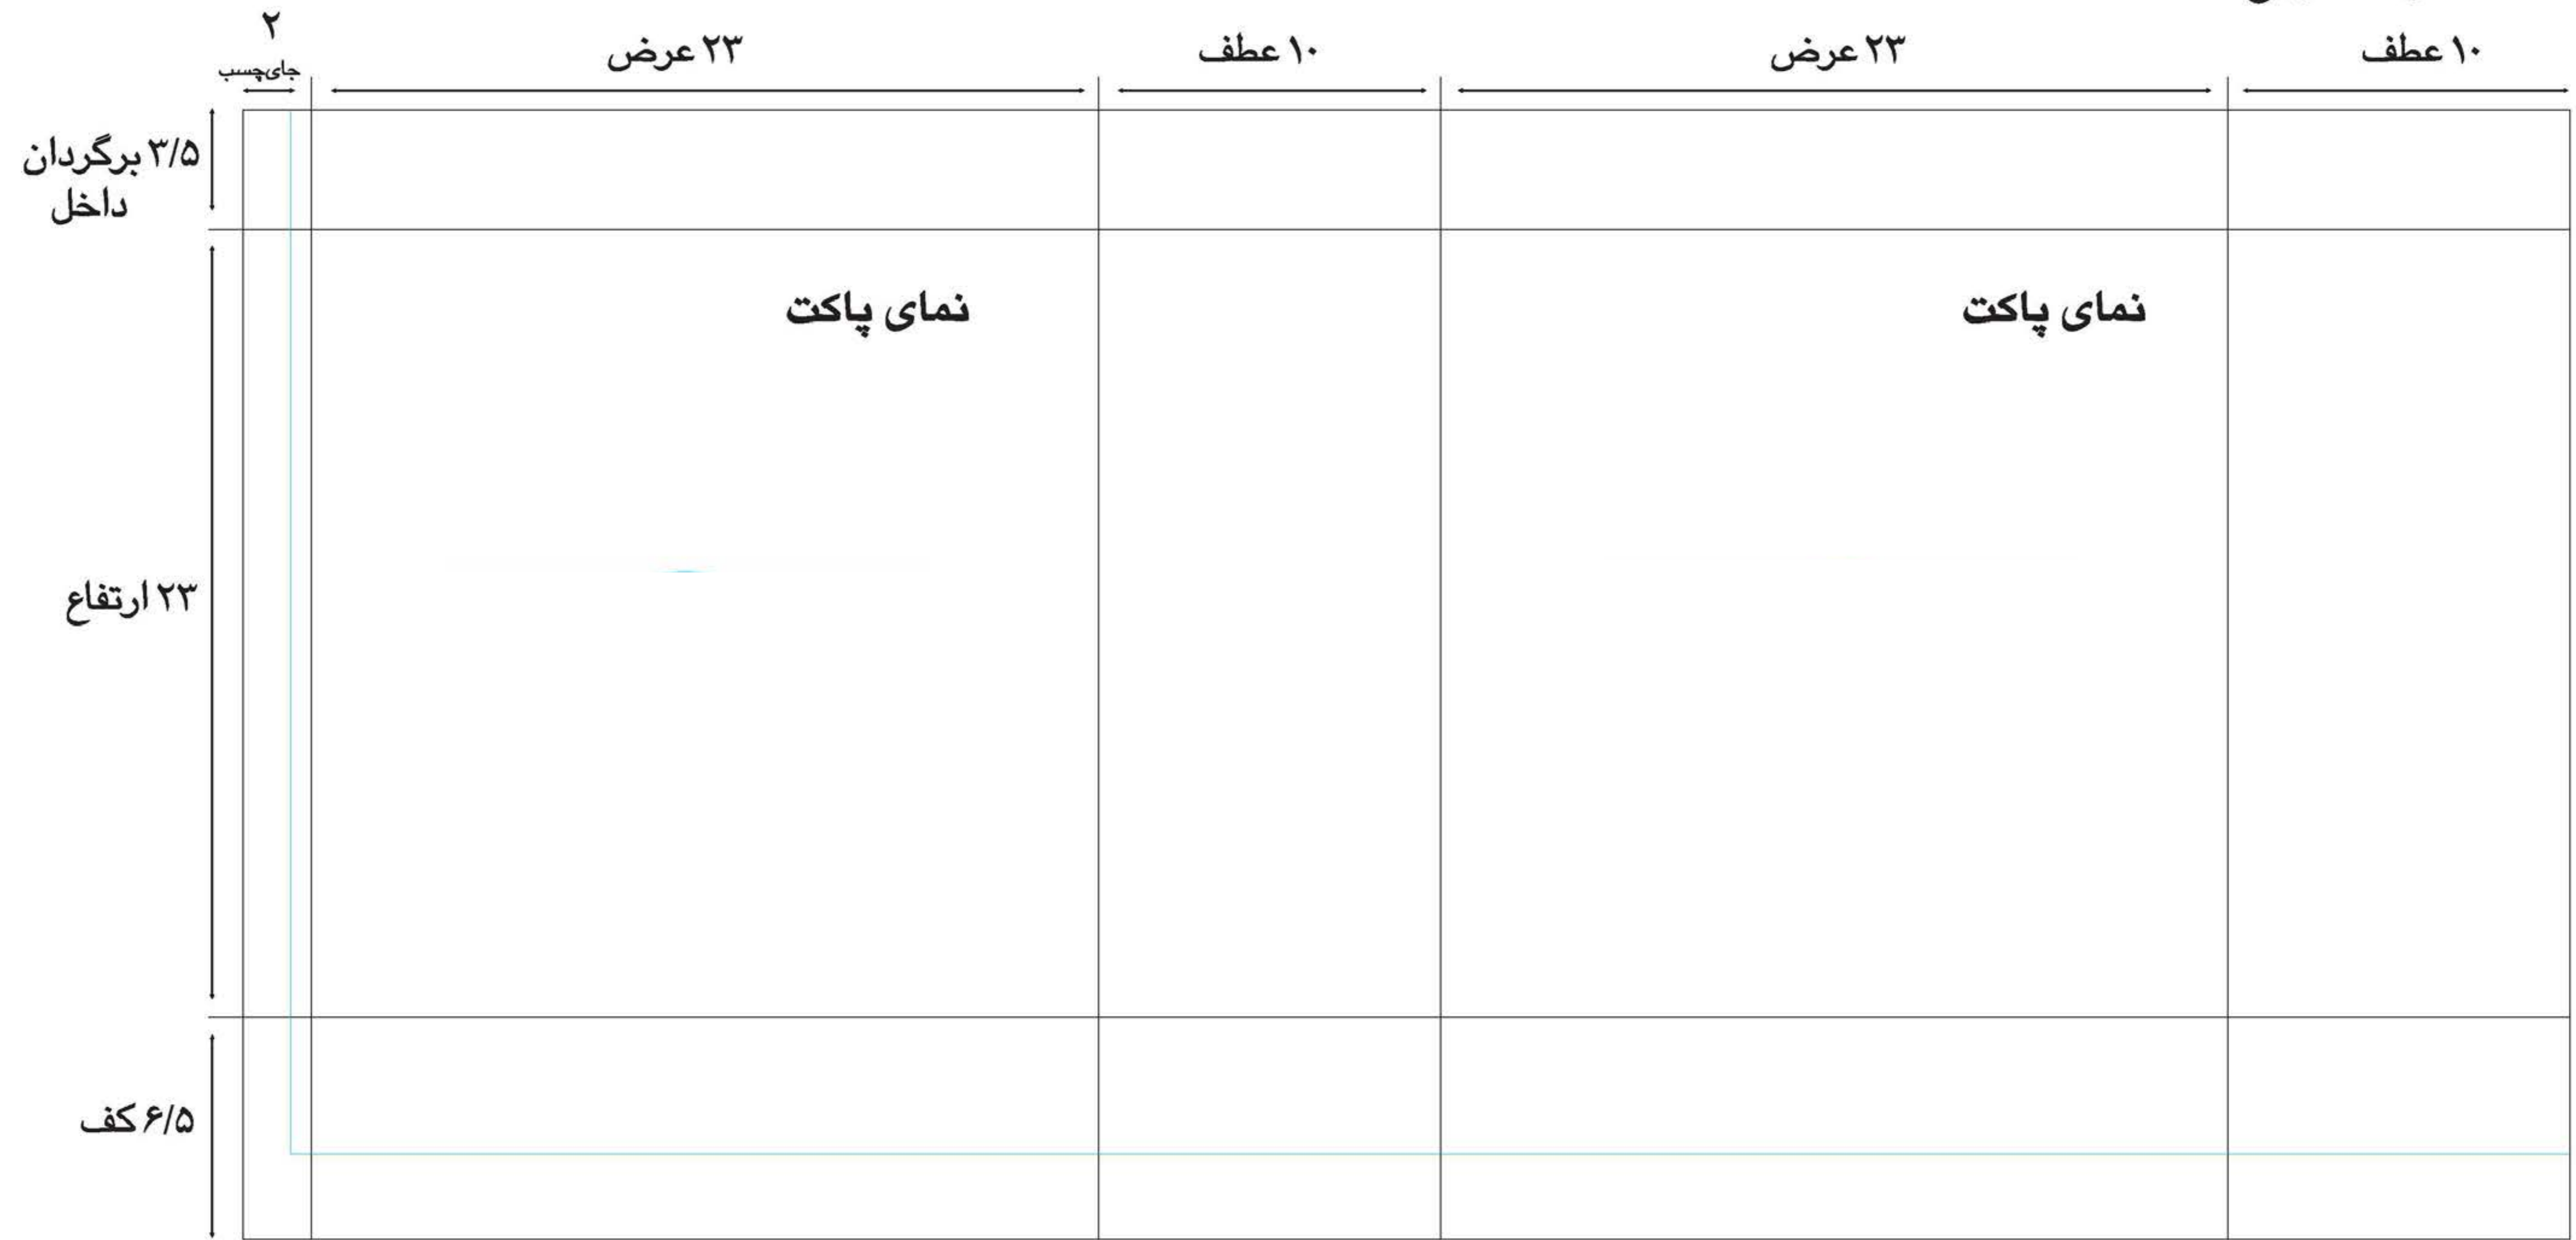 ۱۰ عطف
۲۳ عرض
۱۰ عطف
۲۳ عرض
۲
جای‌چسب
۳/۵ برگردان
داخل
نمای پاکت
نمای پاکت
۲۳ ارتفاع
۶/۵ کف